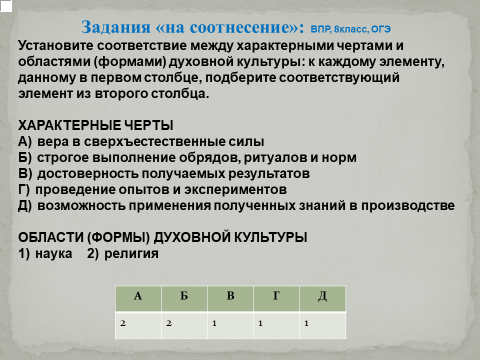 Задания «на соотнесение»: ВПР, 8класс, ОГЭ
Установите соответствие между характерными чертами и
областями (формами) духовной культуры: к каждому элементу,
данному в первом столбце, подберите соответствующий
элемент из второго столбца.
ХАРАКТЕРНЫЕ ЧЕРТЫ
А) вера в сверхъестественные силы
Б) строгое выполнение обрядов, ритуалов и норм
В) достоверность получаемых результатов
Г) проведение опытов и экспериментов
Д) возможность применения полученных знаний в производстве
ОБЛАСТИ (ФОРМЫ) ДУХОВНОЙ КУЛЬТУРЫ
1) наука 2) религия
А Б В Г Д
2 2 1 1 1